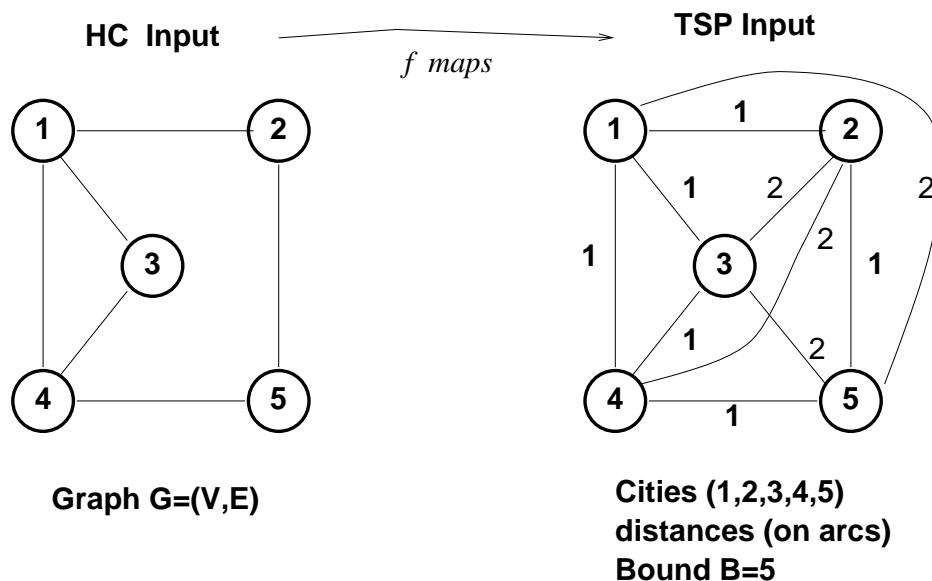 HC Input
TSP Input
f maps
1
2
3
4
5
1
1
2
1
2
2
2
1
3
1
1
2
4
1
5
Graph G=(V,E)
Cities (1,2,3,4,5)
distances (on arcs)
Bound B=5